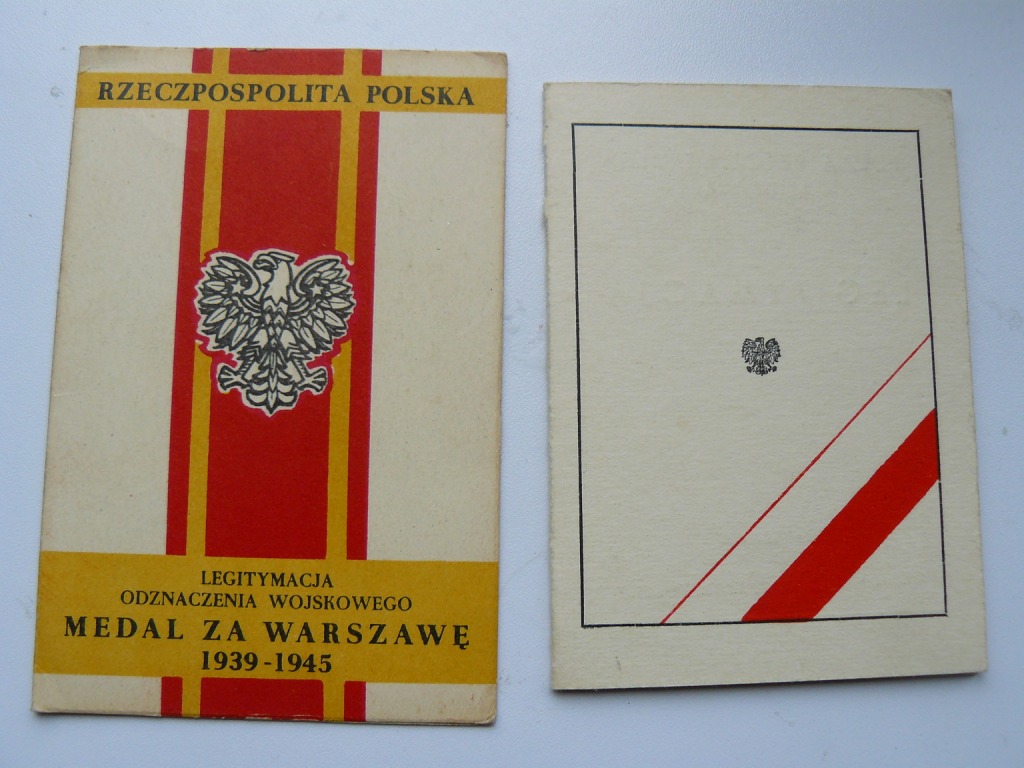 RZECZPOSPOLITA POLSKA
LEGITYMACJA
ODZNACZENIA WOJSKOWEGO
MEDAL ZA WARSZAWĘ
1939-1945